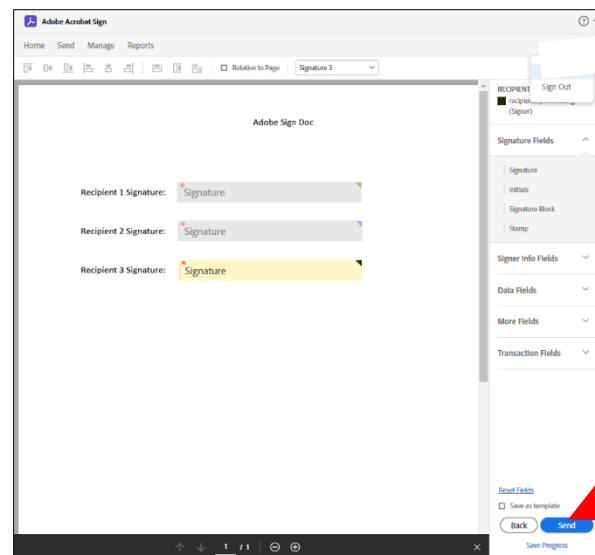 Adobe Acrobat Sign
Home Send Manage Reports
Relative to Page Signature 3
RECIPIENT Sign Out
(Signer)
Adobe Sign Doc
Signature Fields
Signature
Initials
Signature Block
Stamp
Recipient 1 Signature: * Signature
Recipient 2 Signature: * Signature
Recipient 3 Signature: * Signature
Signer Info Fields
Data Fields
More Fields
Transaction Fields
Reset Fields
Save as template
Back Send
Save Progress
1 / 1